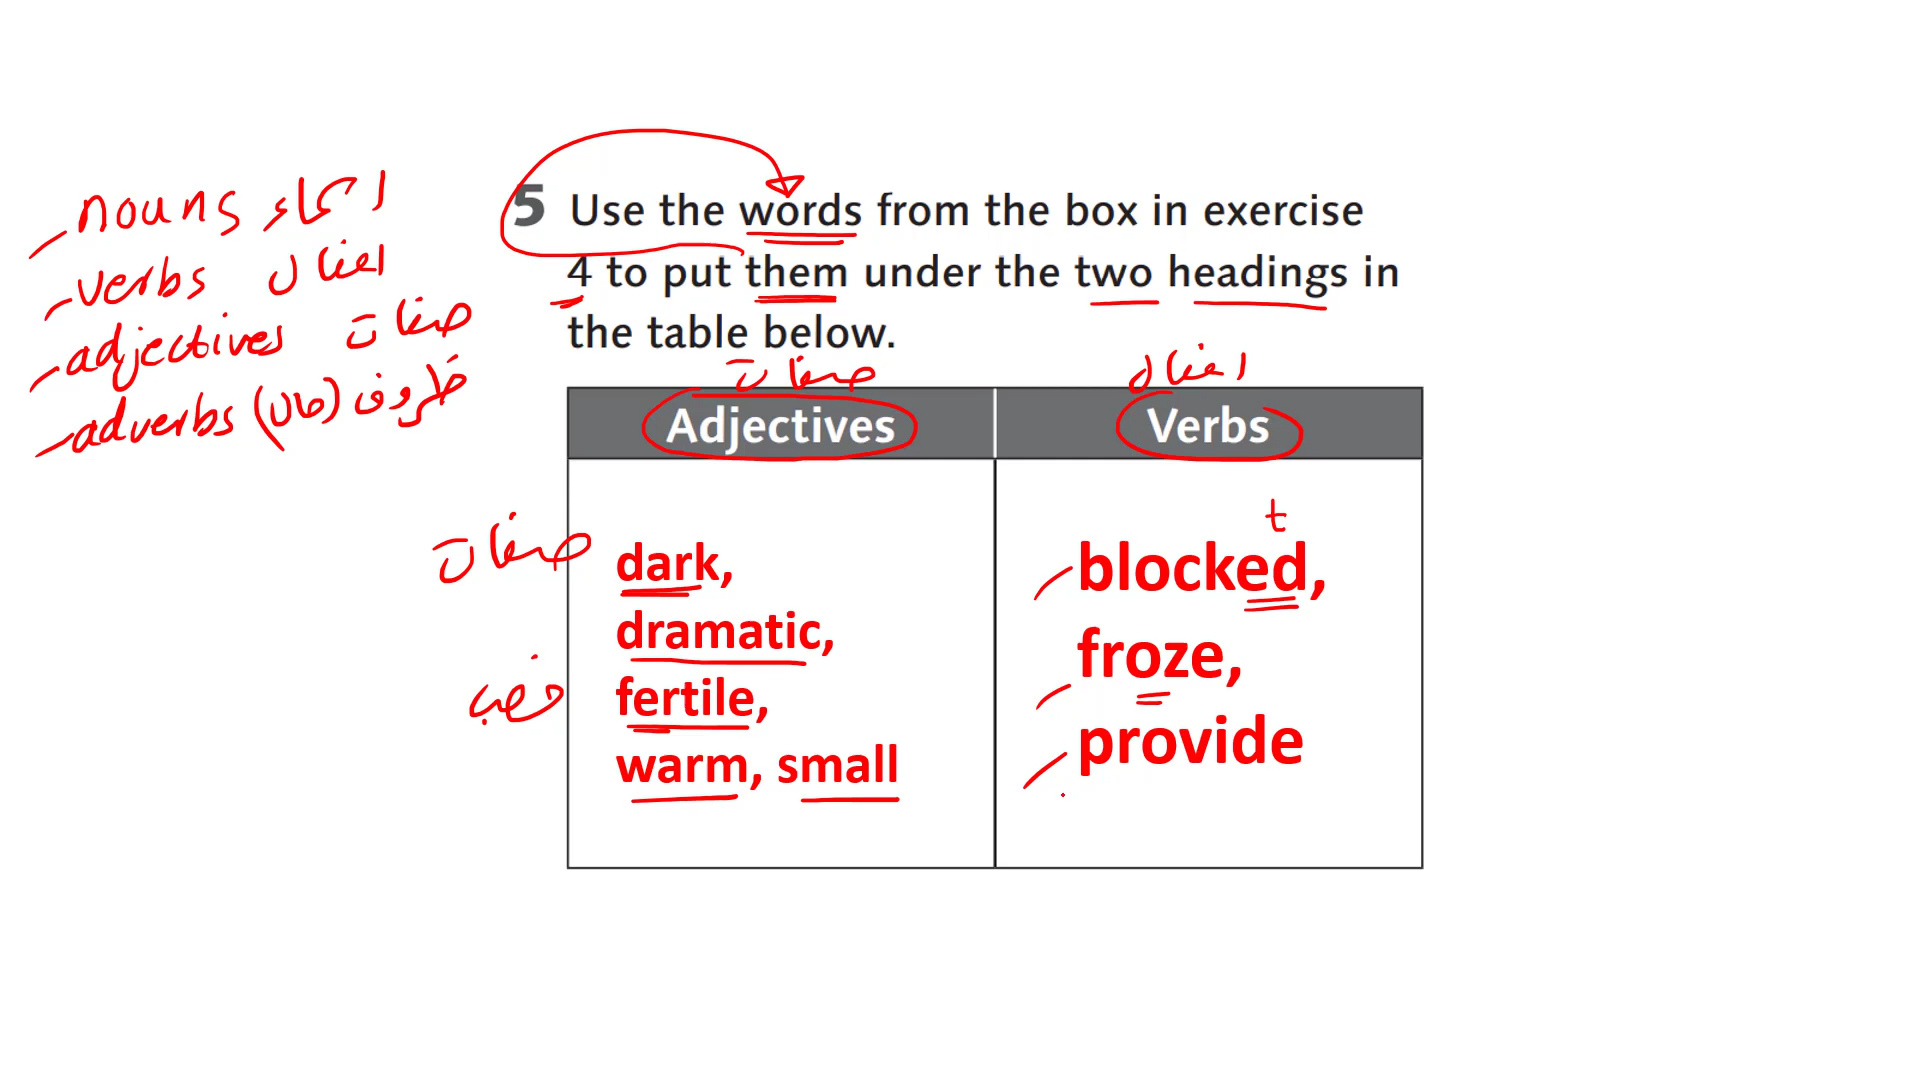 nouns اسماء
verbs افعال
adjectives صفات
adverbs (حال) ظروف
5 Use the words from the box in exercise
4 to put them under the two headings in
the table below.
صفات افعال
Adjectives Verbs
صفات
t
dark,
dramatic,
خصب
fertile,
warm, small
blocked,
froze,
provide